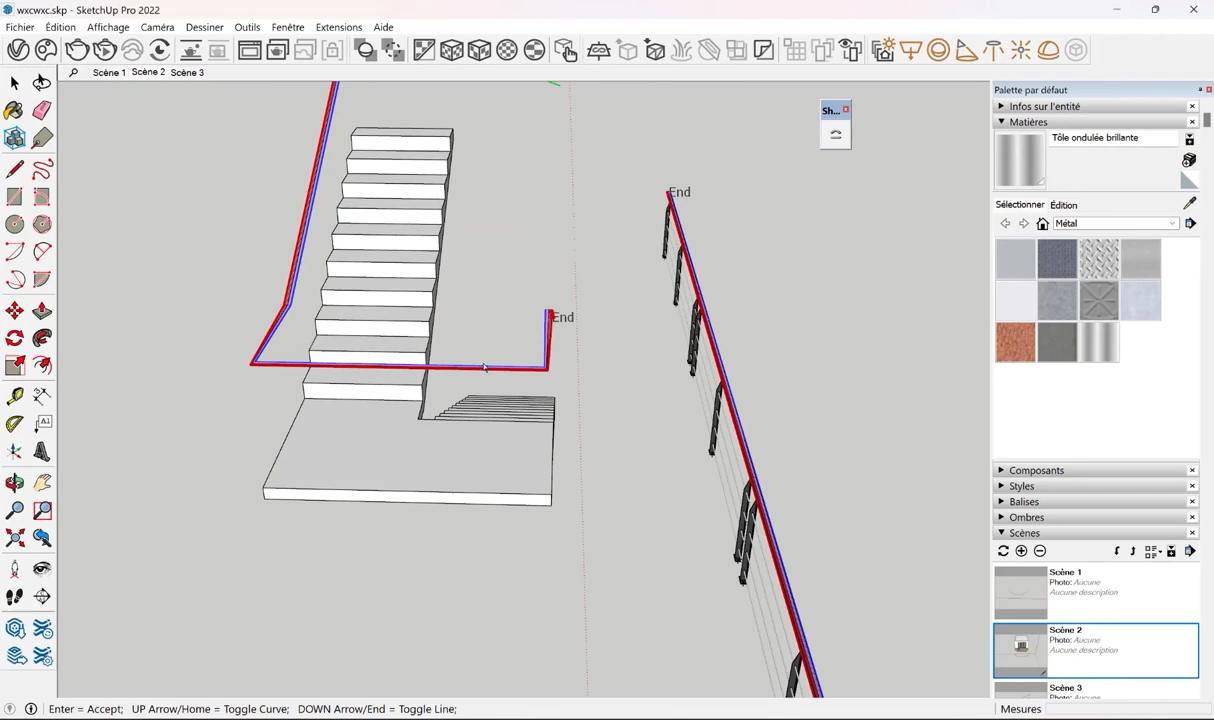 wxcwxc.skp - SketchUp Pro 2022
Fichier Édition Affichage Caméra Dessiner Outils Fenêtre Extensions Aide
Scène 1 Scène 2 Scène 3
Palette par défaut
Infos sur l'entité
Matières
Tôle ondulée brillante
Sélectionner Édition
Métal
Sh...
End
End
A1
Composants
Styles
Balises
Ombres
Scènes
Scène 1
Photo: Aucune
Aucune description
Scène 2
Photo: Aucune
Aucune description
Scène 3
Enter = Accept; UP Arrow/Home = Toggle Curve; DOWN Arrow/End = Toggle Line;
Mesures